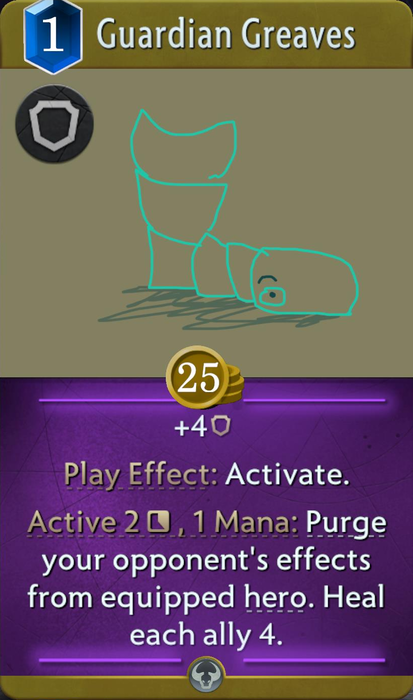 1 Guardian Greaves
25
+4
Play Effect: Activate.
Active 2 , 1 Mana: Purge
your opponent's effects
from equipped hero. Heal
each ally 4.